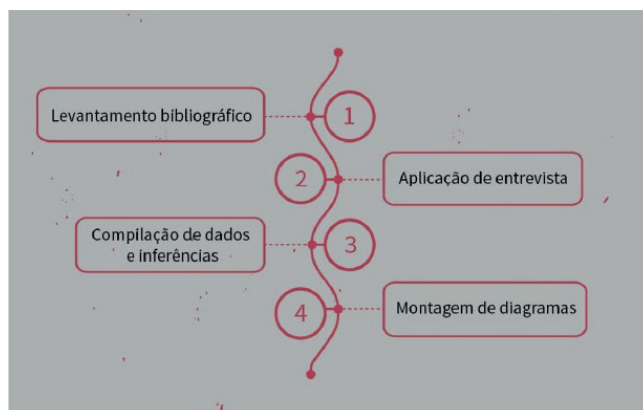 Levantamento bibliográfico
1
2
Aplicação de entrevista
Compilação de dados
e inferências
3
4
Montagem de diagramas